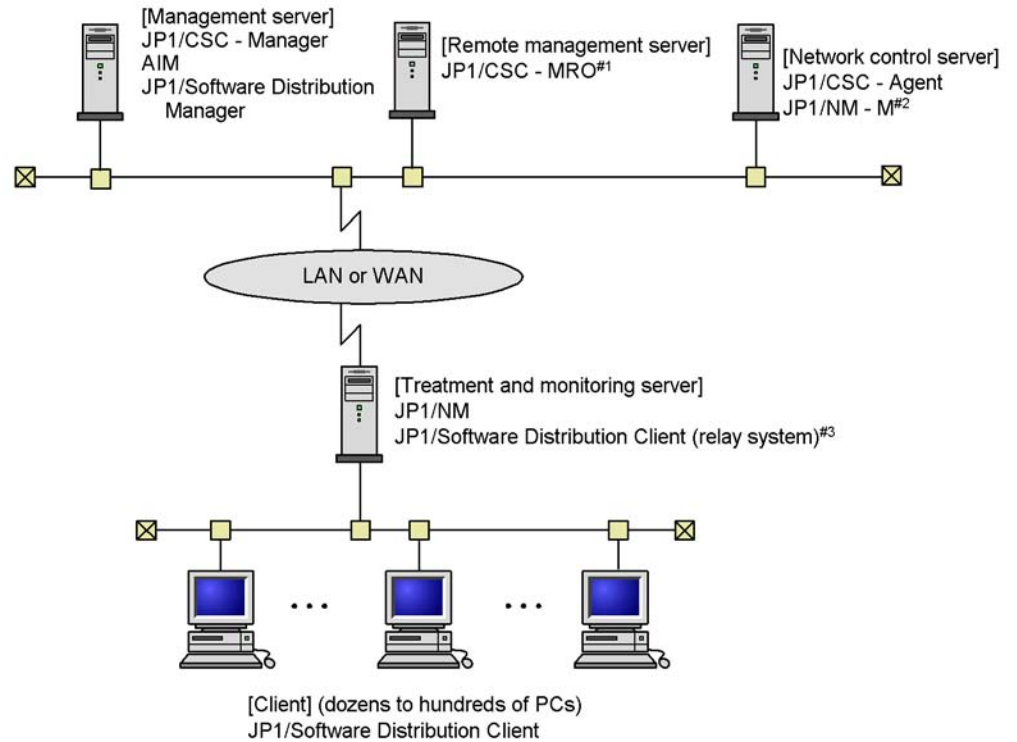 [Management server]
JP1/CSC - Manager
AIM
JP1/Software Distribution
Manager
[Remote management server]
JP1/CSC - MRO#1
[Network control server]
JP1/CSC - Agent
JP1/NM - M#2
LAN or WAN
[Treatment and monitoring server]
JP1/NM
JP1/Software Distribution Client (relay system)#3
[Client] (dozens to hundreds of PCs)
JP1/Software Distribution Client